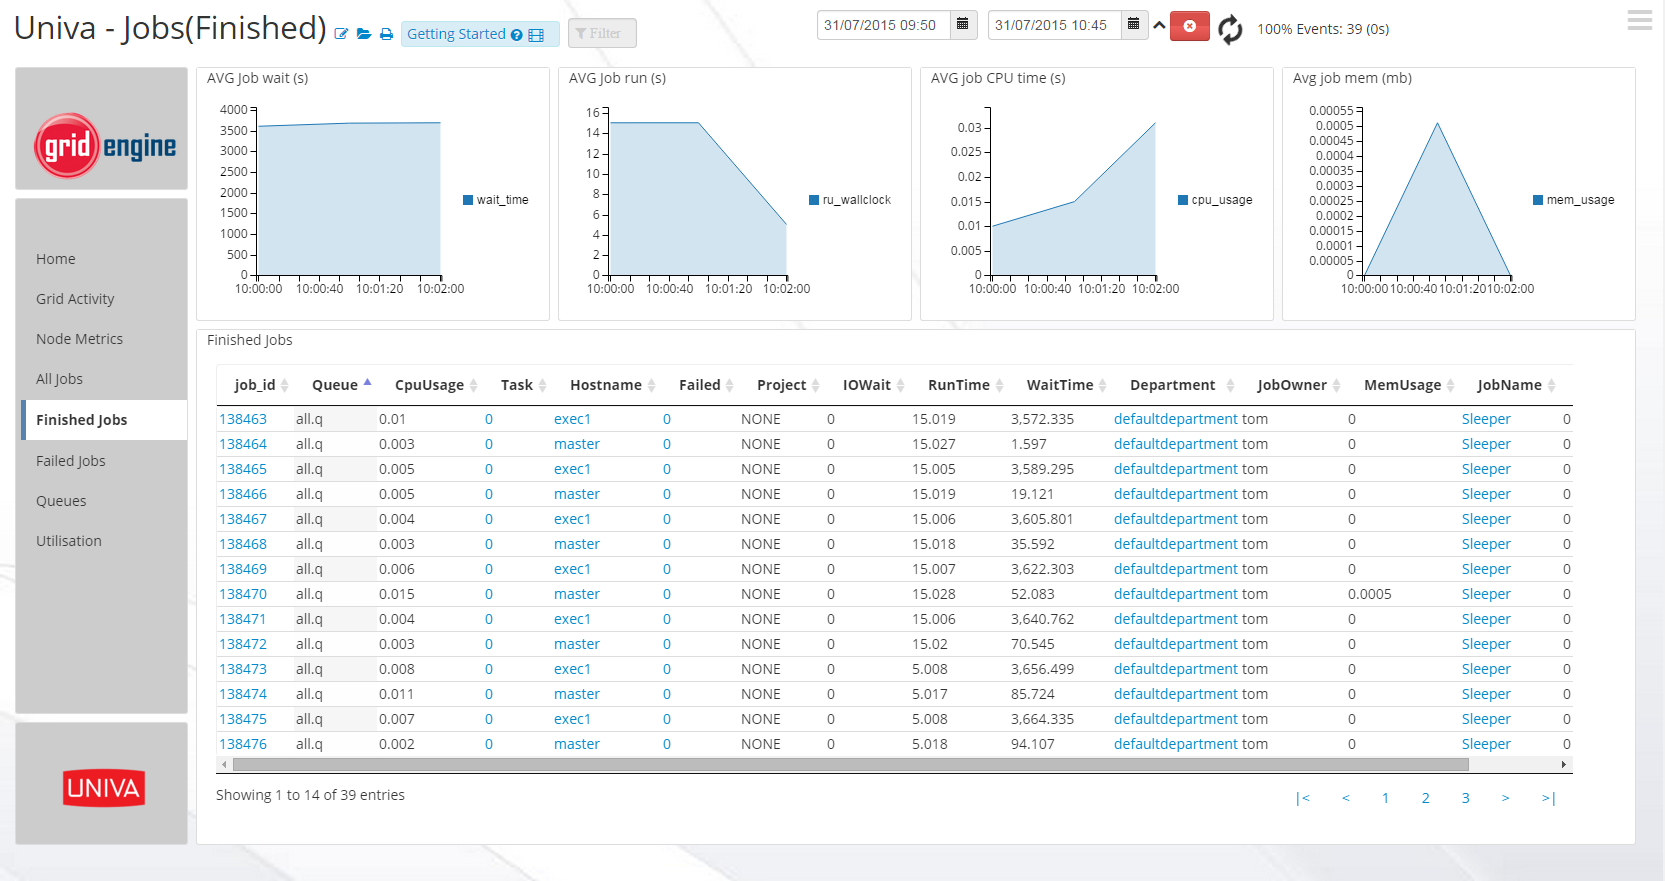 Univa - Jobs(Finished) Getting Started Filter 31/07/2015 09:50 31/07/2015 10:45 100% Events: 39 (0s)
grid engine
Home
Grid Activity
Node Metrics
All Jobs
Finished Jobs
Failed Jobs
Queues
Utilisation
UNIVA
AVG Job wait (s)
4000
3500
3000
2500
2000
1500
1000
500
0
10:00:00 10:00:40 10:01:20 10:02:00
wait_time
AVG Job run (s)
16
14
12
10
8
6
4
2
0
10:00:00 10:00:40 10:01:20 10:02:00
ru_wallclock
AVG job CPU time (s)
0.03
0.025
0.02
0.015
0.01
0.005
0
10:00:00 10:00:40 10:01:20 10:02:00
cpu_usage
Avg job mem (mb)
0.00055
0.0005
0.00045
0.0004
0.00035
0.0003
0.00025
0.0002
0.00015
0.0001
0.00005
0
10:00:00 10:00:40 10:01:20 10:02:00
mem_usage
Finished Jobs
job_id Queue CpuUsage Task Hostname Failed Project IOWait RunTime WaitTime Department JobOwner MemUsage JobName
138463 all.q 0.01 0 exec1 0 NONE 0 15.019 3,572.335 defaultdepartment tom 0 Sleeper 0
138464 all.q 0.003 0 master 0 NONE 0 15.027 1.597 defaultdepartment tom 0 Sleeper 0
138465 all.q 0.005 0 exec1 0 NONE 0 15.005 3,589.295 defaultdepartment tom 0 Sleeper 0
138466 all.q 0.005 0 master 0 NONE 0 15.019 19.121 defaultdepartment tom 0 Sleeper 0
138467 all.q 0.004 0 exec1 0 NONE 0 15.006 3,605.801 defaultdepartment tom 0 Sleeper 0
138468 all.q 0.003 0 master 0 NONE 0 15.018 35.592 defaultdepartment tom 0 Sleeper 0
138469 all.q 0.006 0 exec1 0 NONE 0 15.007 3,622.303 defaultdepartment tom 0 Sleeper 0
138470 all.q 0.015 0 master 0 NONE 0 15.028 52.083 defaultdepartment tom 0.0005 Sleeper 0
138471 all.q 0.004 0 exec1 0 NONE 0 15.006 3,640.762 defaultdepartment tom 0 Sleeper 0
138472 all.q 0.003 0 master 0 NONE 0 15.02 70.545 defaultdepartment tom 0 Sleeper 0
138473 all.q 0.008 0 exec1 0 NONE 0 5.008 3,656.499 defaultdepartment tom 0 Sleeper 0
138474 all.q 0.011 0 master 0 NONE 0 5.017 85.724 defaultdepartment tom 0 Sleeper 0
138475 all.q 0.007 0 exec1 0 NONE 0 5.008 3,664.335 defaultdepartment tom 0 Sleeper 0
138476 all.q 0.002 0 master 0 NONE 0 5.018 94.107 defaultdepartment tom 0 Sleeper 0
Showing 1 to 14 of 39 entries |< < 1 2 3 > >|